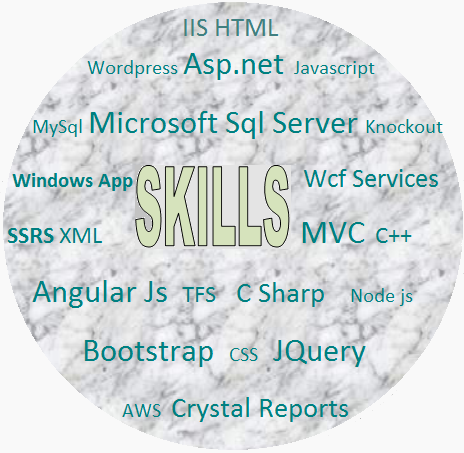 IIS HTML
Wordpress Asp.net Javascript
MySql Microsoft Sql Server Knockout
Windows App SKILLS Wcf Services
SSRS XML MVC C++
Angular Js TFS C Sharp Node js
Bootstrap CSS JQuery
AWS Crystal Reports